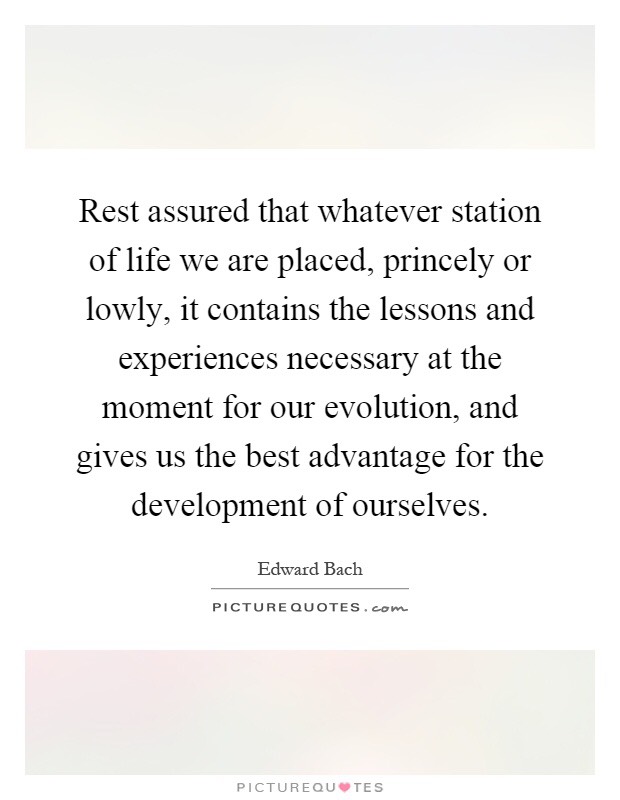 Rest assured that whatever station
of life we are placed, princely or
lowly, it contains the lessons and
experiences necessary at the
moment for our evolution, and
gives us the best advantage for the
development of ourselves.
Edward Bach
PICTUREQUOTES.com
PICTUREQU♥TES